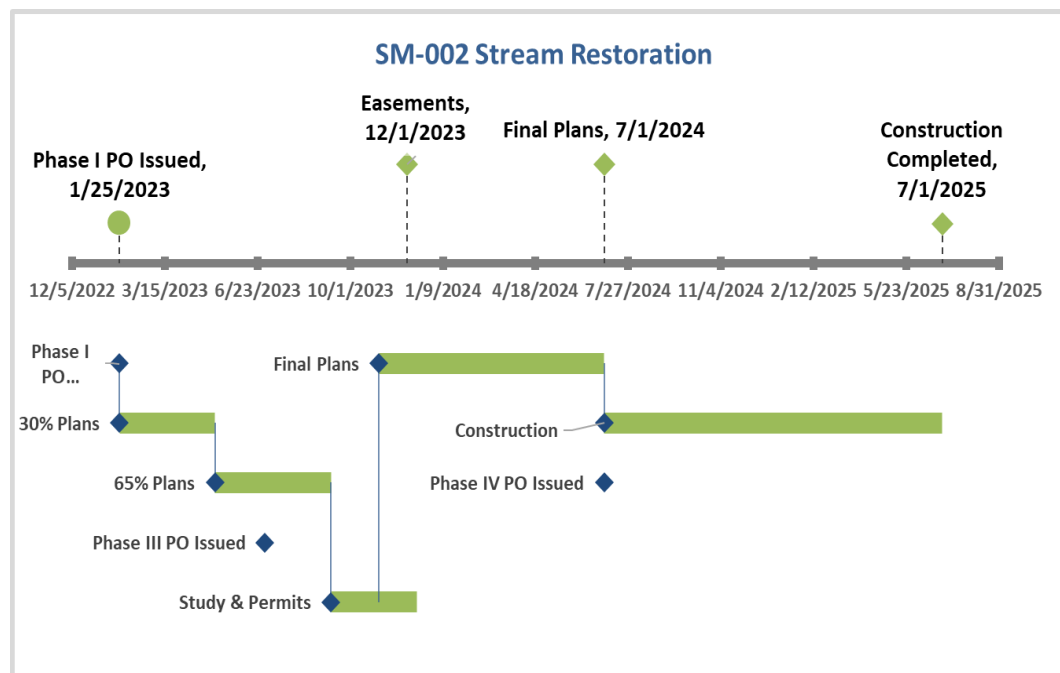 SM-002 Stream Restoration
Easements,
12/1/2023
Final Plans, 7/1/2024
Construction
Completed,
7/1/2025
Phase I PO Issued,
1/25/2023
12/5/2022 3/15/2023 6/23/2023 10/1/2023 1/9/2024 4/18/2024 7/27/2024 11/4/2024 2/12/2025 5/23/2025 8/31/2025
Phase I
PO...
Final Plans
30% Plans
Construction
65% Plans
Phase IV PO Issued
Phase III PO Issued
Study & Permits